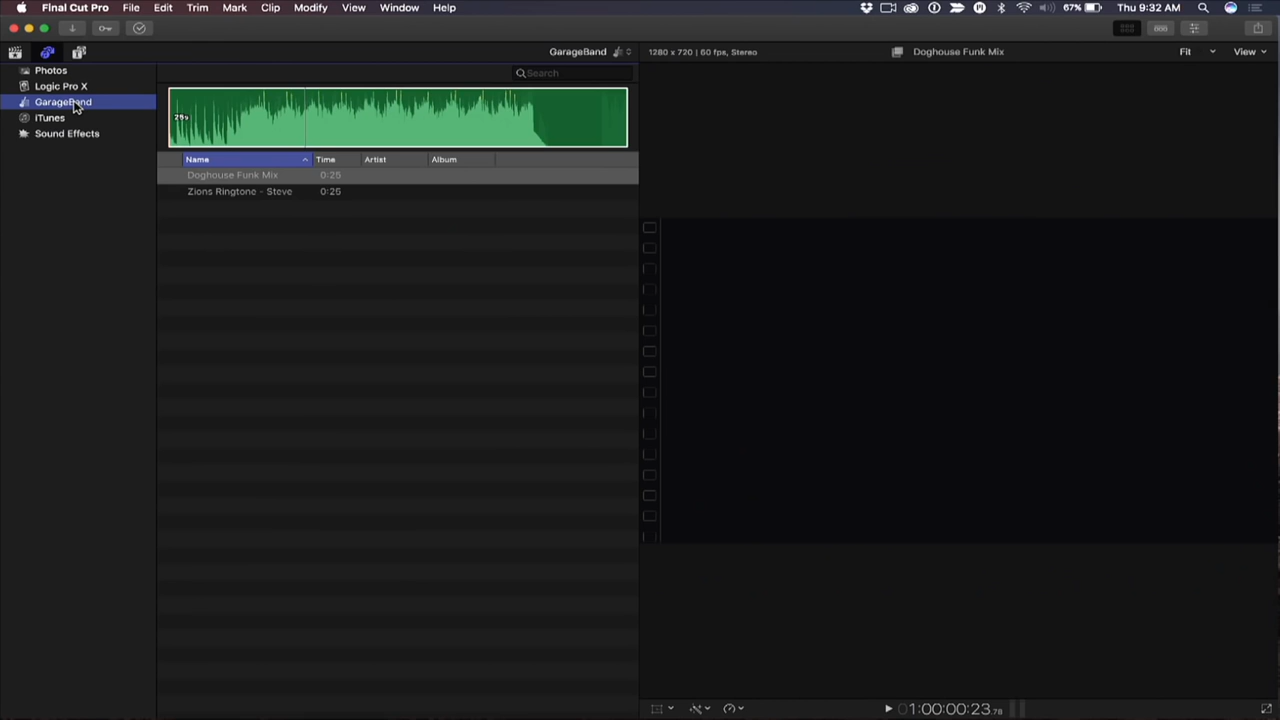 Final Cut Pro File Edit Trim Mark Clip Modify View Window Help 67% Thu 9:32 AM
GarageBand 1280 x 720 | 60 fps, Stereo Doghouse Funk Mix Fit View
Photos
Search
Logic Pro X
GarageBand
iTunes
25s
Sound Effects
Name Time Artist Album
Doghouse Funk Mix 0:25
Zions Ringtone - Steve 0:25
1:00:00:23.78